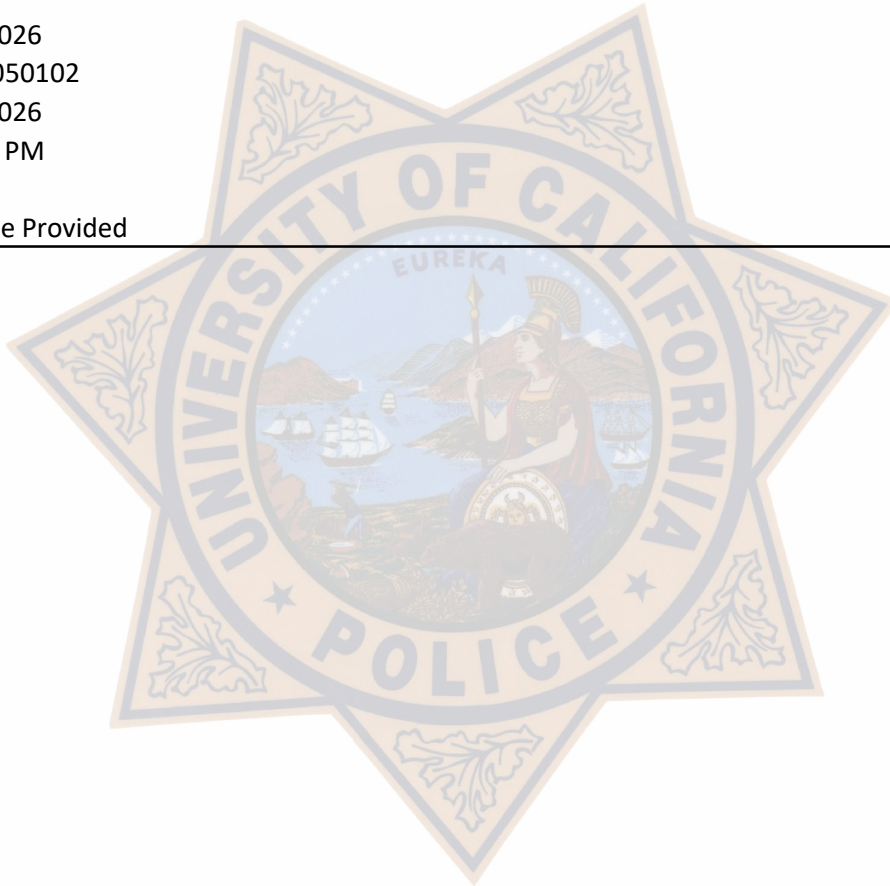 026
050102
026
PM
e Provided
UNIVERSITY OF CALIFORNIA
EUREKA
POLICE